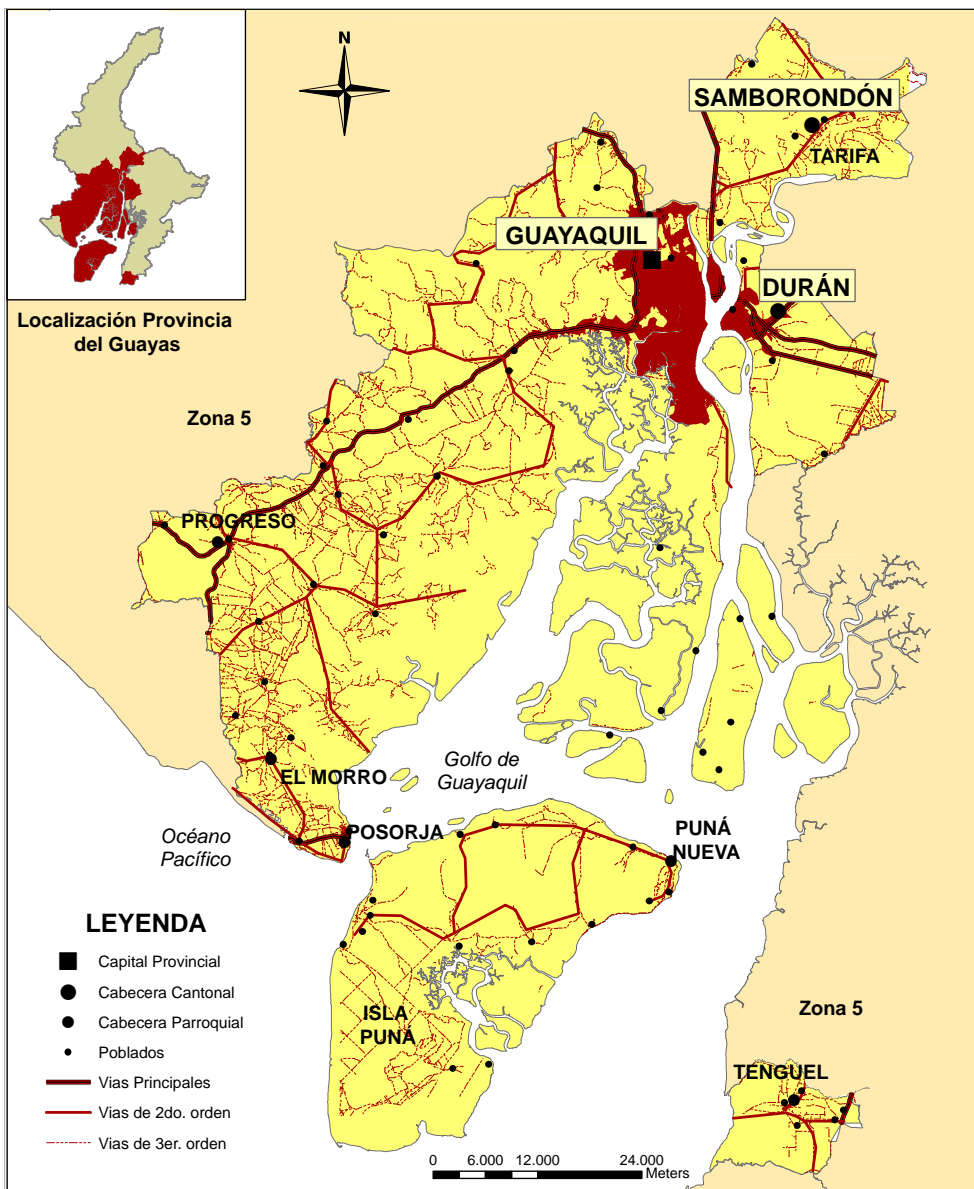 N
SAMBORONDÓN
TARIFA
GUAYAQUIL
DURÁN
Localización Provincia
del Guayas
Zona 5
PROGRESO
EL MORRO
Golfo de
Guayaquil
Océano
Pacífico
POSORJA
PUNÁ
NUEVA
LEYENDA
Capital Provincial
Cabecera Cantonal
Cabecera Parroquial
Poblados
Vias Principales
Vias de 2do. orden
Vias de 3er. orden
ISLA
PUNÁ
Zona 5
TENGUEL
0 6.000 12.000 24.000
Meters